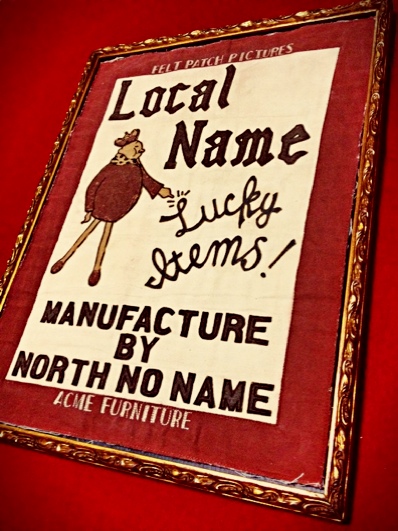 FELT PATCH PICTURES
Local
Name
Lucky
Items!
MANUFACTURE
BY
NORTH NO NAME
ACME FURNITURE